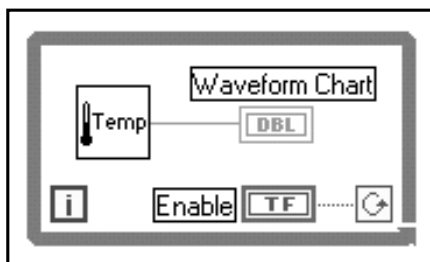 Waveform Chart
Temp
DBL
i
Enable
TF